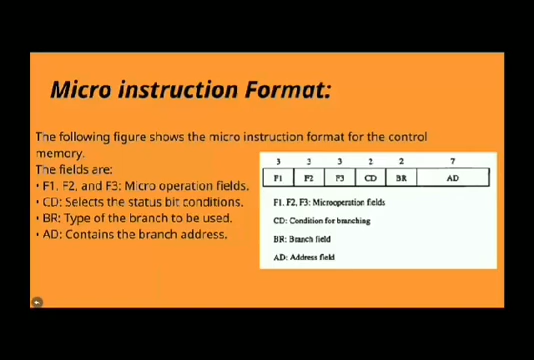 Micro instruction Format:
The following figure shows the micro instruction format for the control
memory.
The fields are:
• F1, F2, and F3: Micro operation fields.
• CD: Selects the status bit conditions.
• BR: Type of the branch to be used.
• AD: Contains the branch address.
3 3 3 2 2 7
F1 F2 F3 CD BR AD
F1, F2, F3: Microoperation fields
CD: Condition for branching
BR: Branch field
AD: Address field